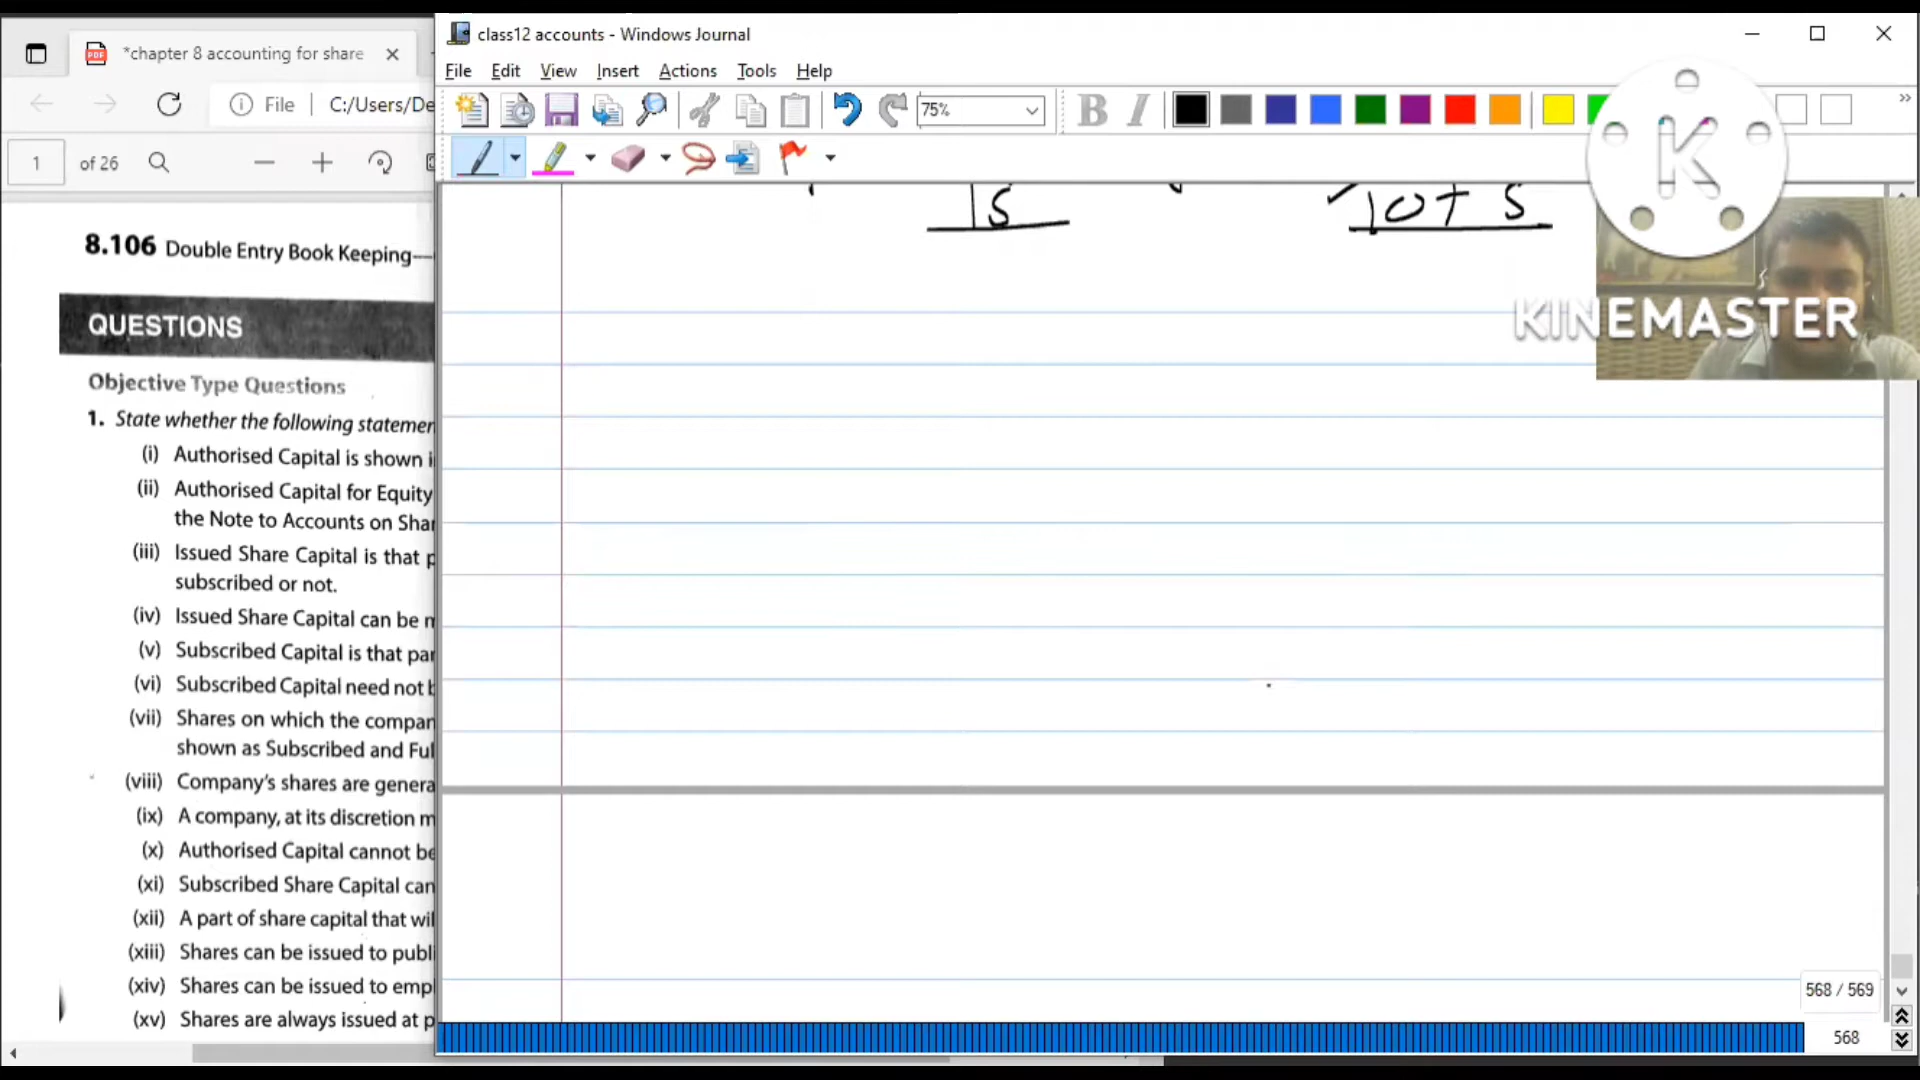 *chapter 8 accounting for share
File
C:/Users/De
1 of 26
8.106 Double Entry Book Keeping—
QUESTIONS
Objective Type Questions
1. State whether the following statemen
(i) Authorised Capital is shown i
(ii) Authorised Capital for Equity
the Note to Accounts on Shar
(iii) Issued Share Capital is that p
subscribed or not.
(iv) Issued Share Capital can be m
(v) Subscribed Capital is that par
(vi) Subscribed Capital need not b
(vii) Shares on which the compan
shown as Subscribed and Ful
(viii) Company's shares are genera
(ix) A company, at its discretion m
(x) Authorised Capital cannot be
(xi) Subscribed Share Capital can
(xii) A part of share capital that wil
(xiii) Shares can be issued to publi
(xiv) Shares can be issued to empl
(xv) Shares are always issued at p
class12 accounts - Windows Journal
File Edit View Insert Actions Tools Help
75%
B I
15
10+ 5
K
KINEMASTER
568 / 569
568